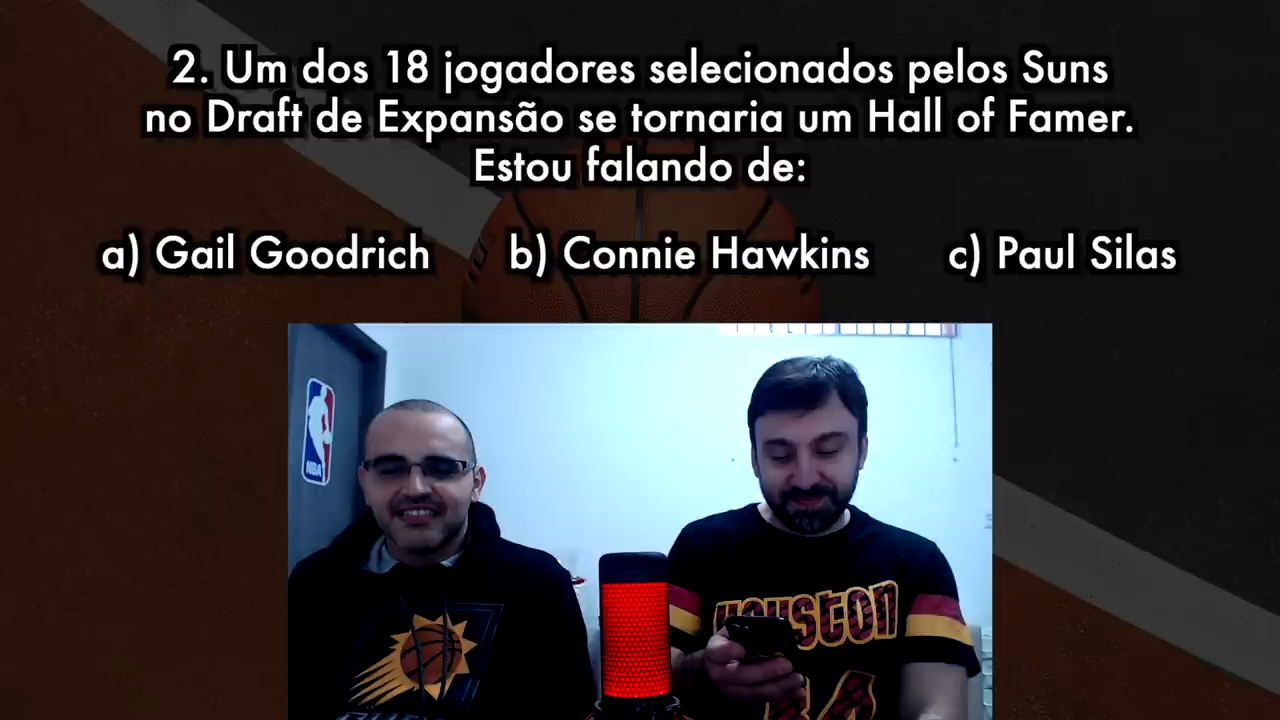 2. Um dos 18 jogadores selecionados pelos Suns
no Draft de Expansão se tornaria um Hall of Famer.
Estou falando de:
a) Gail Goodrich b) Connie Hawkins c) Paul Silas
NBA
HOUSTON